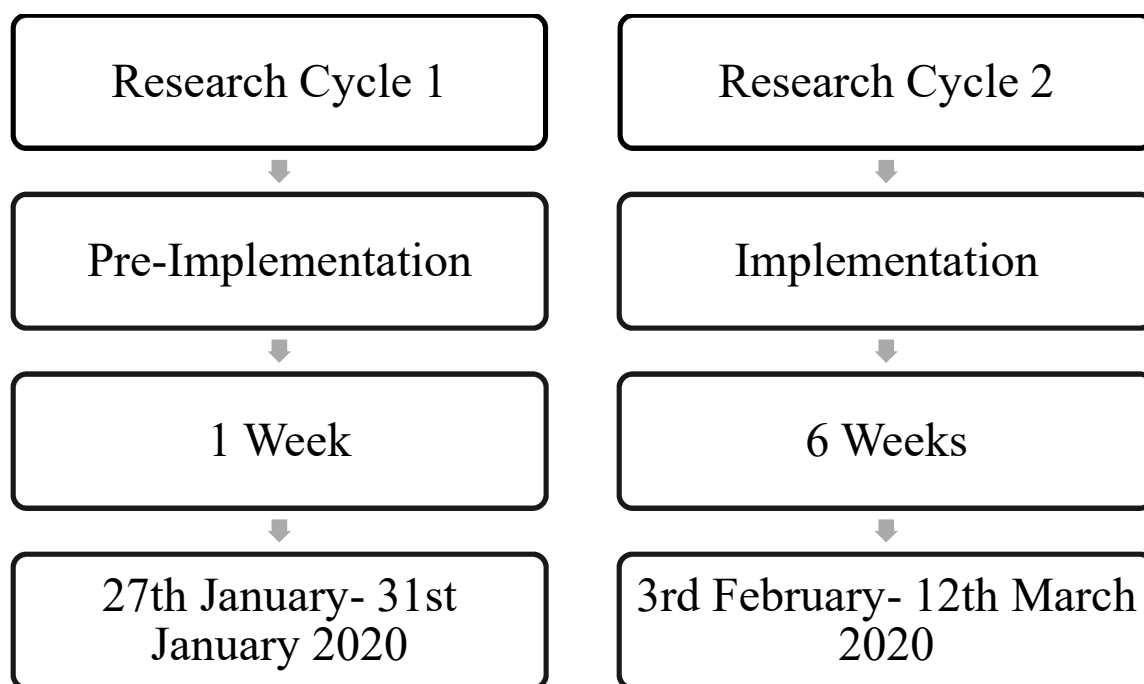 Research Cycle 1
Pre-Implementation
1 Week
27th January- 31st
January 2020
Research Cycle 2
Implementation
6 Weeks
3rd February- 12th March
2020